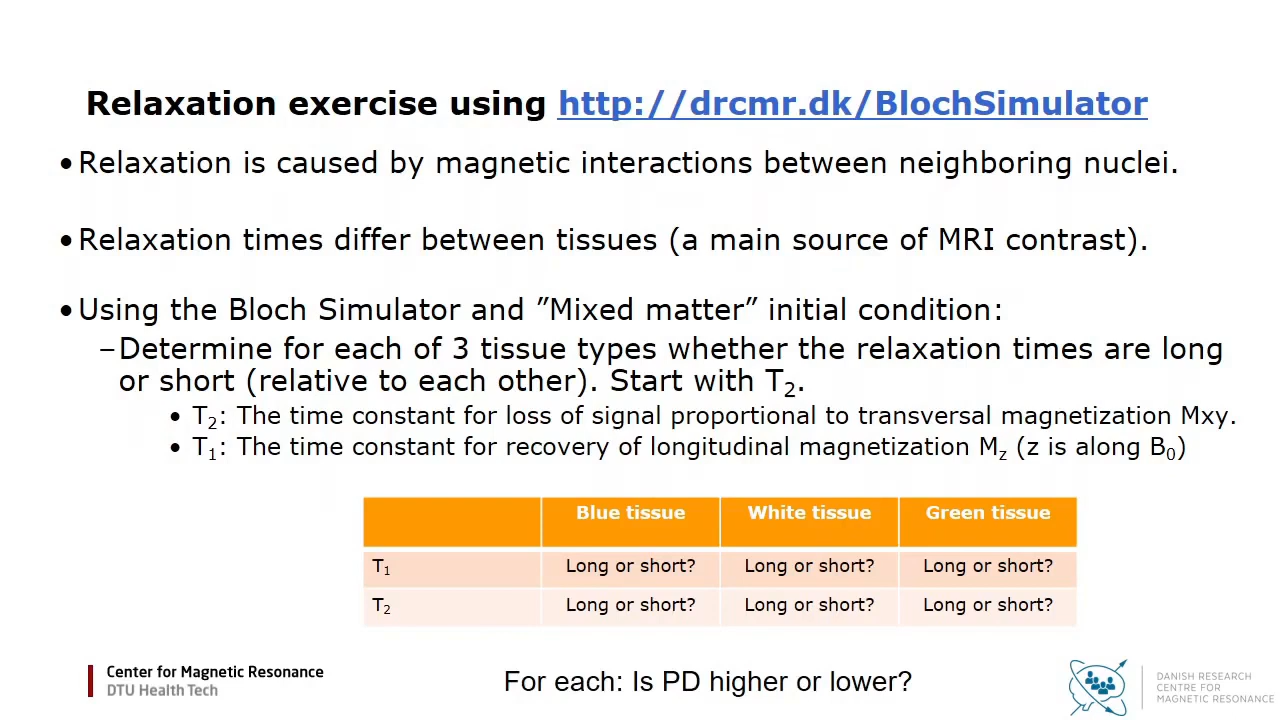 Relaxation exercise using http://drcmr.dk/BlochSimulator
•Relaxation is caused by magnetic interactions between neighboring nuclei.
•Relaxation times differ between tissues (a main source of MRI contrast).
•Using the Bloch Simulator and ”Mixed matter” initial condition:
–Determine for each of 3 tissue types whether the relaxation times are long
or short (relative to each other). Start with T2.
• T2: The time constant for loss of signal proportional to transversal magnetization Mxy.
• T1: The time constant for recovery of longitudinal magnetization Mz (z is along B0)
Blue tissue White tissue Green tissue
T1 Long or short? Long or short? Long or short?
T2 Long or short? Long or short? Long or short?
For each: Is PD higher or lower?
Center for Magnetic Resonance
DTU Health Tech
DANISH RESEARCH
CENTRE FOR
MAGNETIC RESONANCE